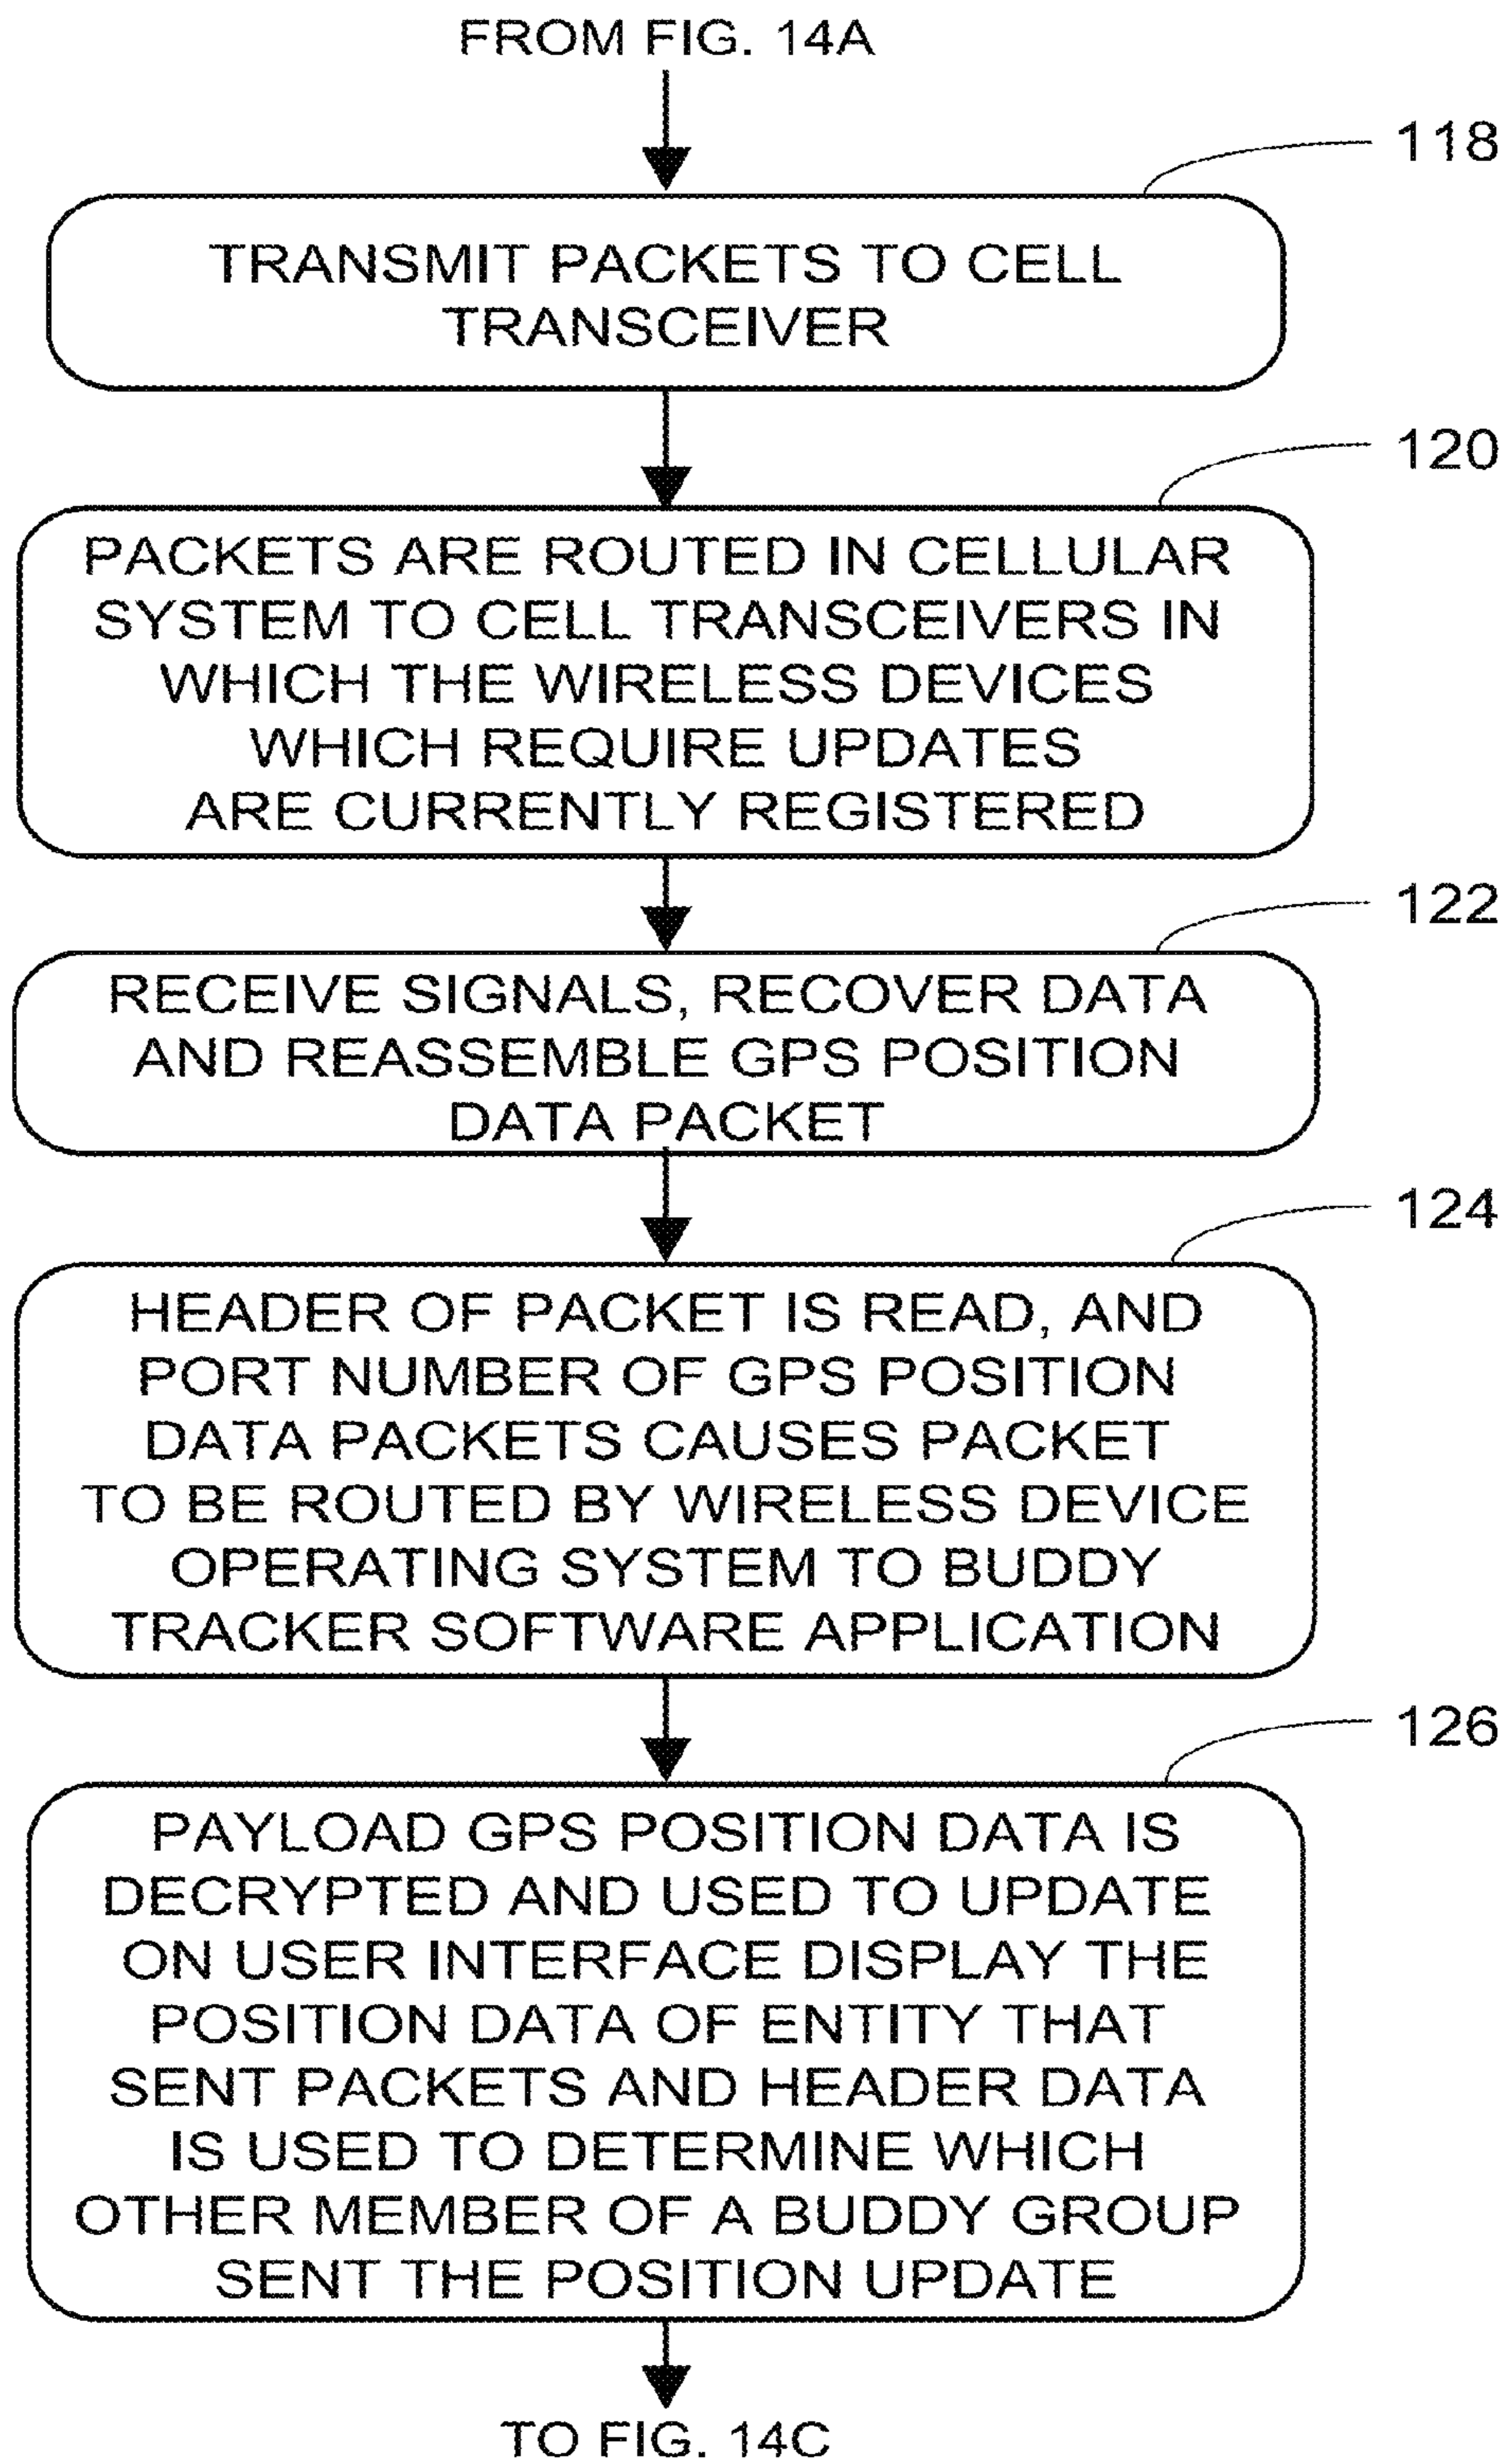 FROM FIG. 14A
118
TRANSMIT PACKETS TO CELL
TRANSCEIVER
120
PACKETS ARE ROUTED IN CELLULAR
SYSTEM TO CELL TRANSCEIVERS IN
WHICH THE WIRELESS DEVICES
WHICH REQUIRE UPDATES
ARE CURRENTLY REGISTERED
122
RECEIVE SIGNALS, RECOVER DATA
AND REASSEMBLE GPS POSITION
DATA PACKET
124
HEADER OF PACKET IS READ, AND
PORT NUMBER OF GPS POSITION
DATA PACKETS CAUSES PACKET
TO BE ROUTED BY WIRELESS DEVICE
OPERATING SYSTEM TO BUDDY
TRACKER SOFTWARE APPLICATION
126
PAYLOAD GPS POSITION DATA IS
DECRYPTED AND USED TO UPDATE
ON USER INTERFACE DISPLAY THE
POSITION DATA OF ENTITY THAT
SENT PACKETS AND HEADER DATA
IS USED TO DETERMINE WHICH
OTHER MEMBER OF A BUDDY GROUP
SENT THE POSITION UPDATE
TO FIG. 14C